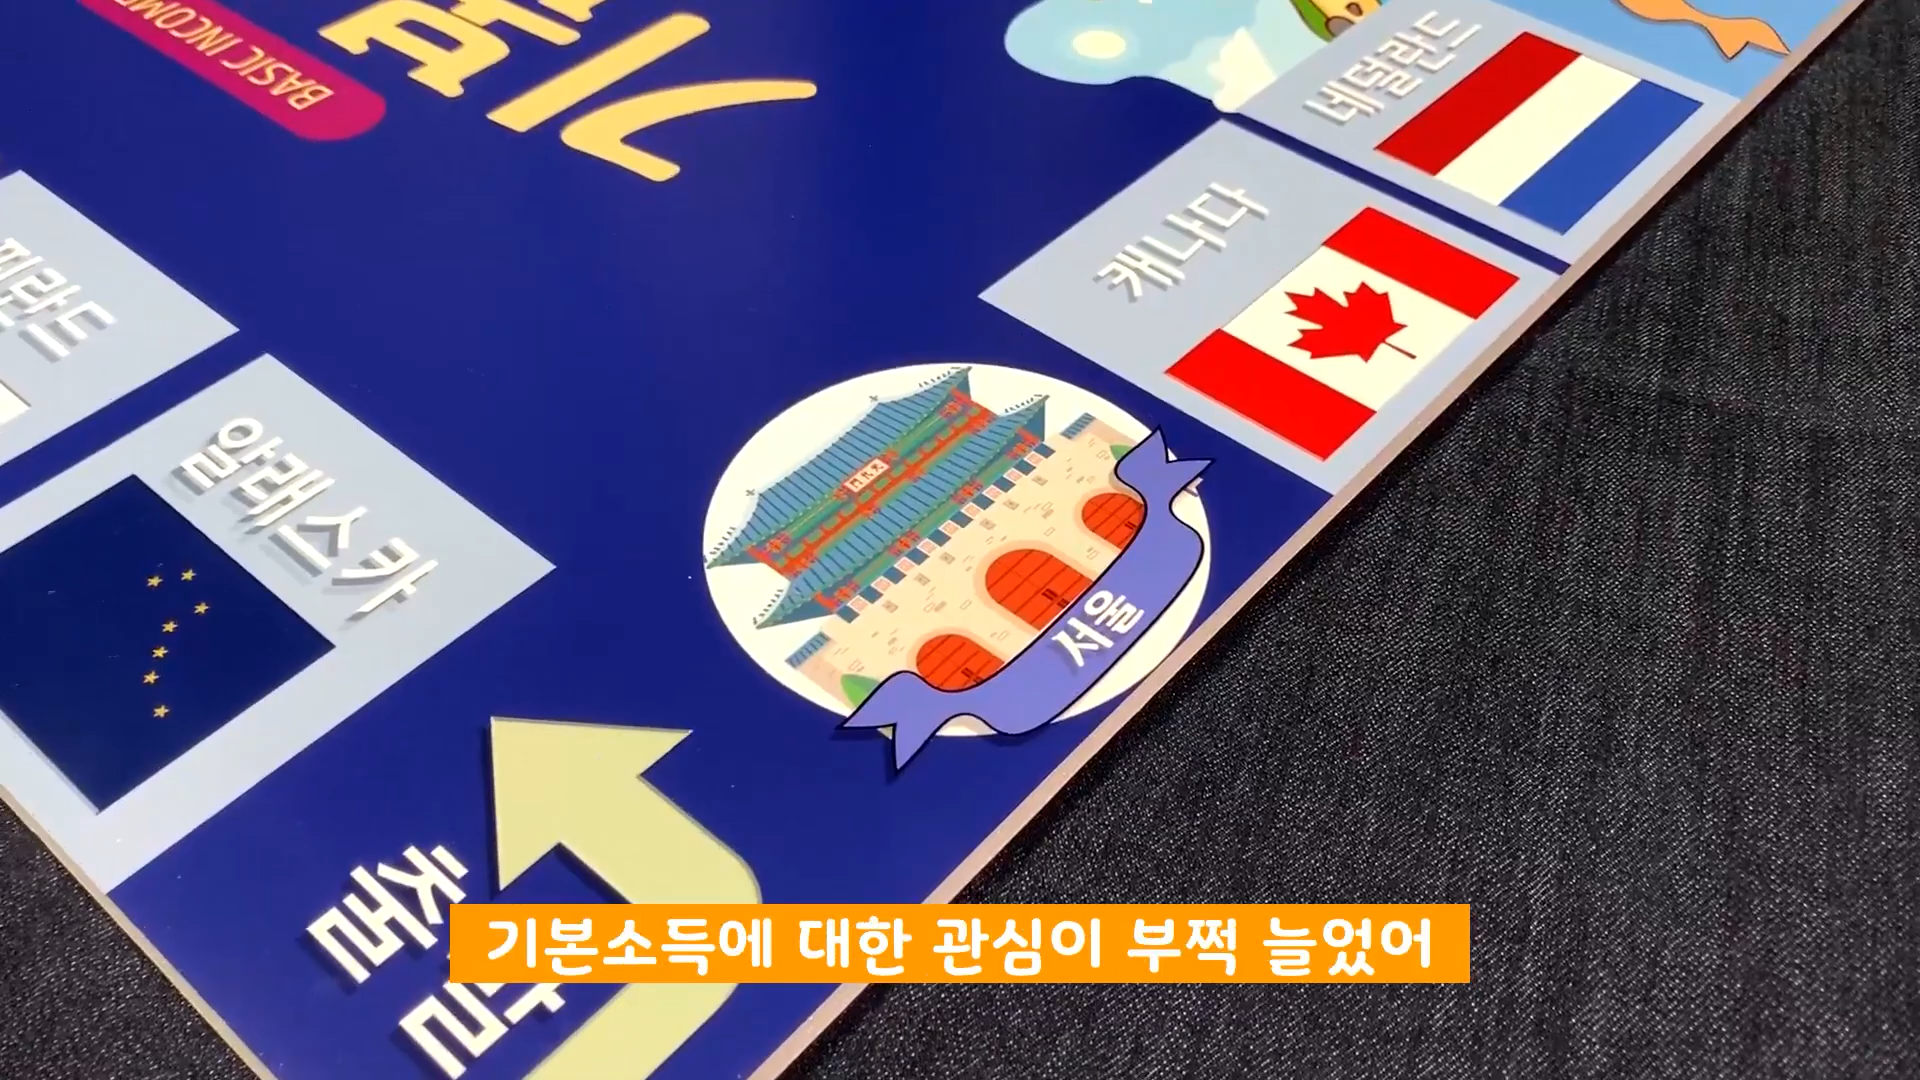 BASIC INCOME
기본
네덜란드
캐나다
핀란드
알래스카
서울
출발
기본소득에 대한 관심이 부쩍 늘었어